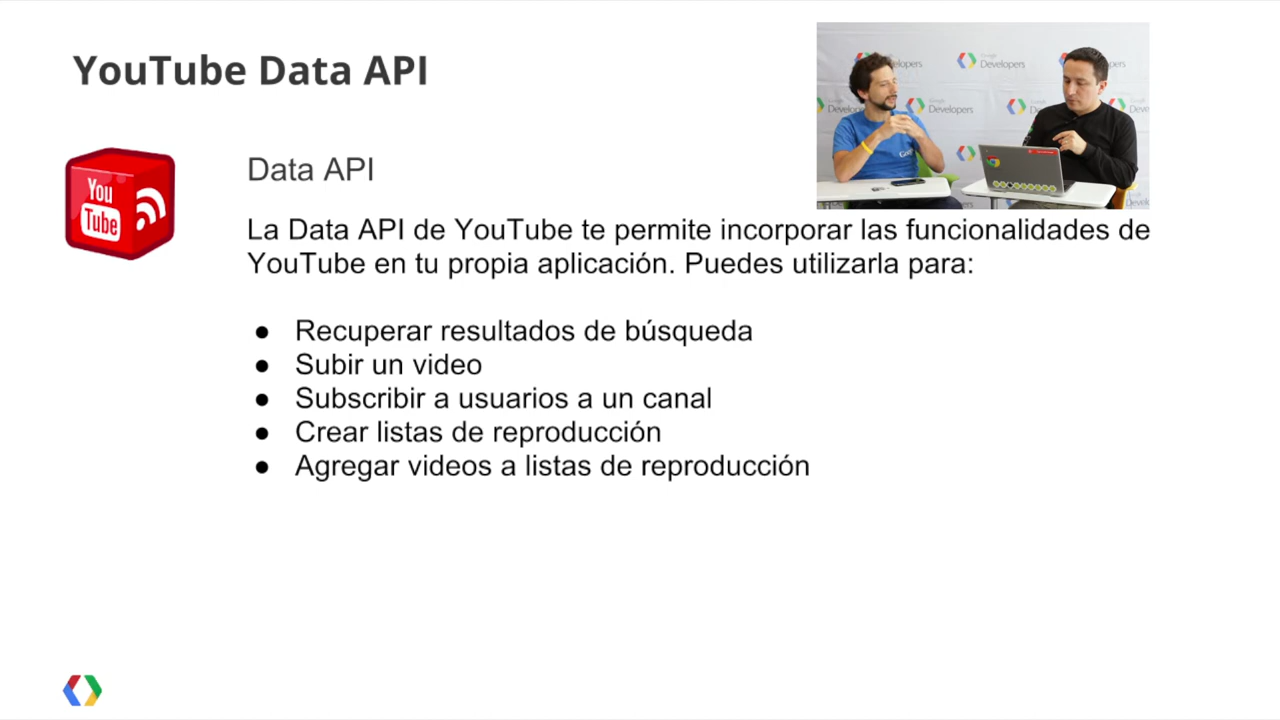 YouTube Data API
Developers
Developers
You
Tube
Data API
La Data API de YouTube te permite incorporar las funcionalidades de
YouTube en tu propia aplicación. Puedes utilizarla para:
● Recuperar resultados de búsqueda
● Subir un video
● Subscribir a usuarios a un canal
● Crear listas de reproducción
● Agregar videos a listas de reproducción